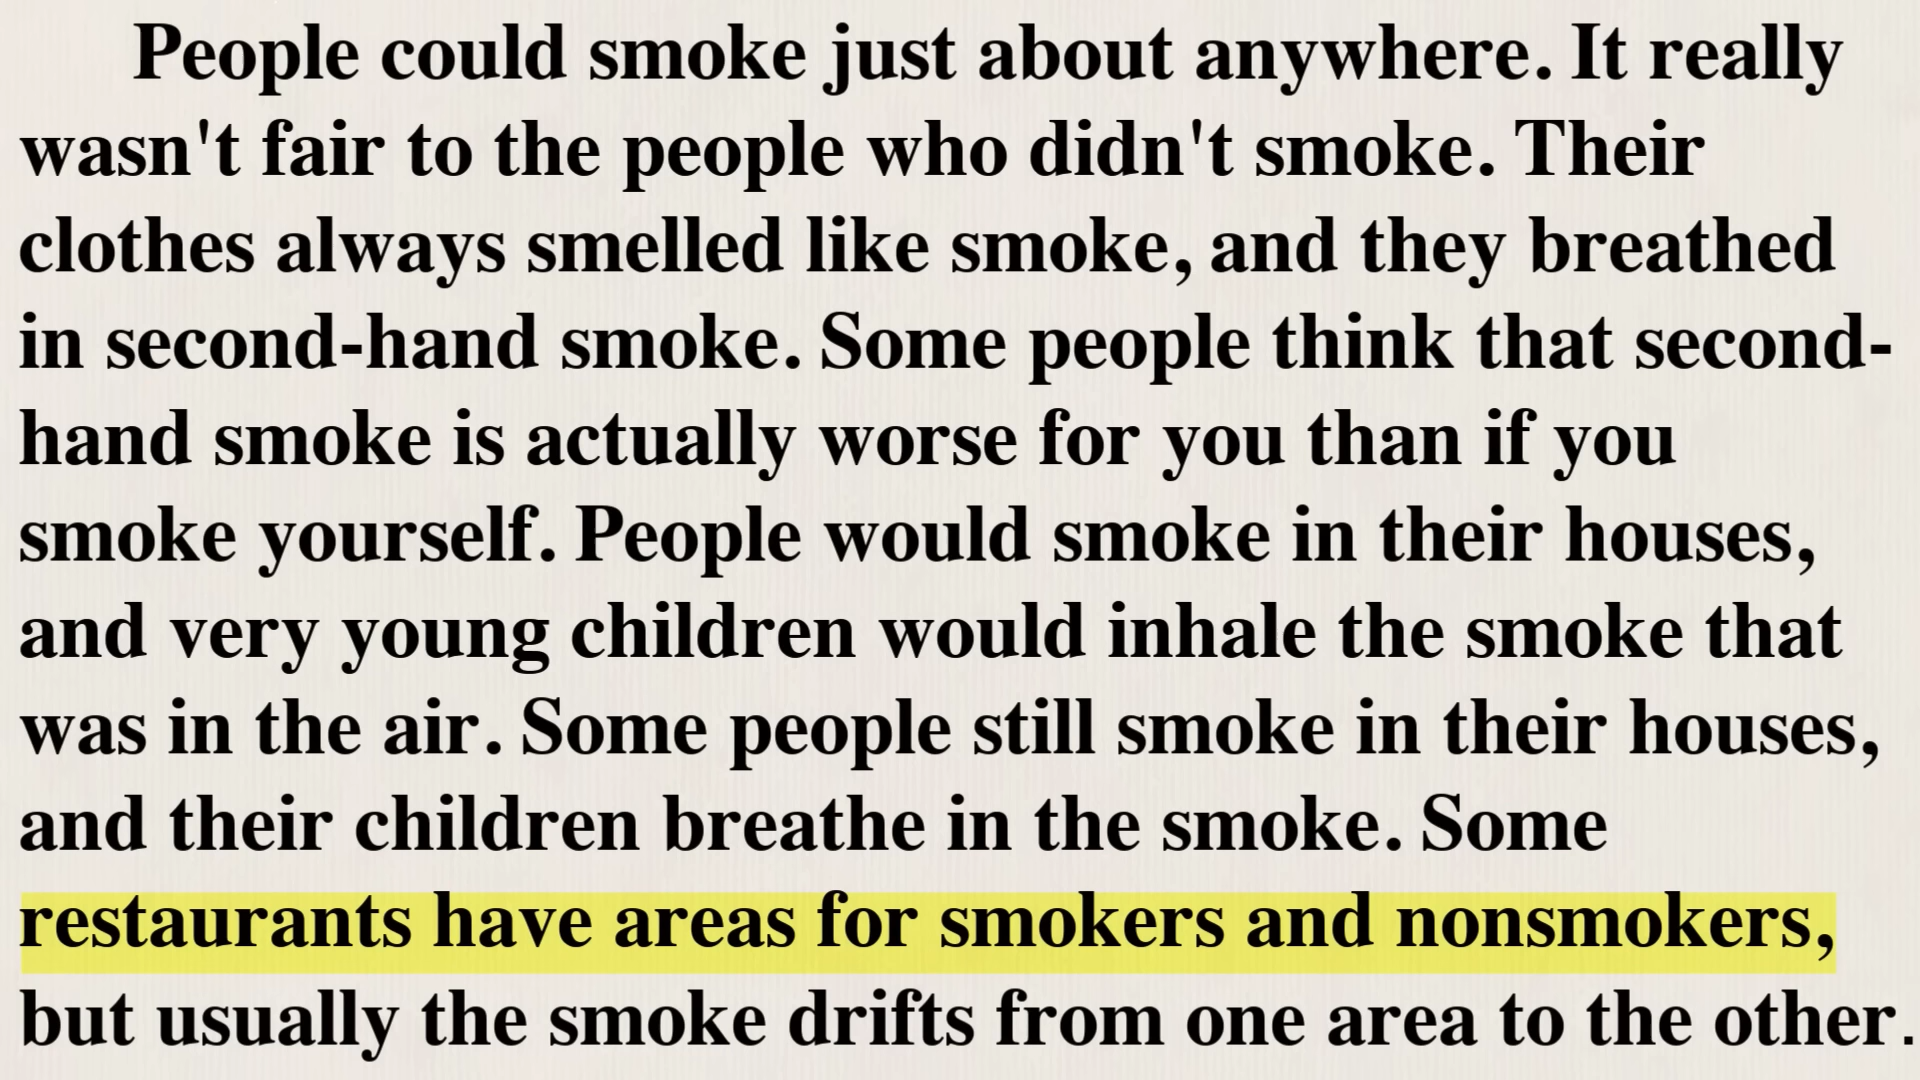 People could smoke just about anywhere. It really
wasn't fair to the people who didn't smoke. Their
clothes always smelled like smoke, and they breathed
in second-hand smoke. Some people think that second-
hand smoke is actually worse for you than if you
smoke yourself. People would smoke in their houses,
and very young children would inhale the smoke that
was in the air. Some people still smoke in their houses,
and their children breathe in the smoke. Some
restaurants have areas for smokers and nonsmokers,
but usually the smoke drifts from one area to the other.